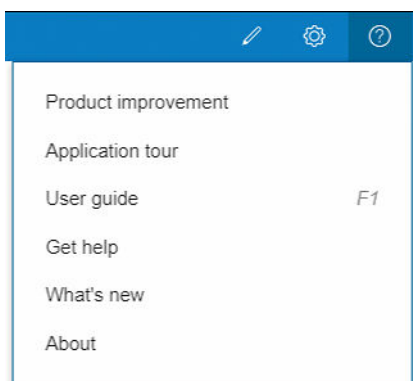 Product improvement
Application tour
User guide F1
Get help
What's new
About